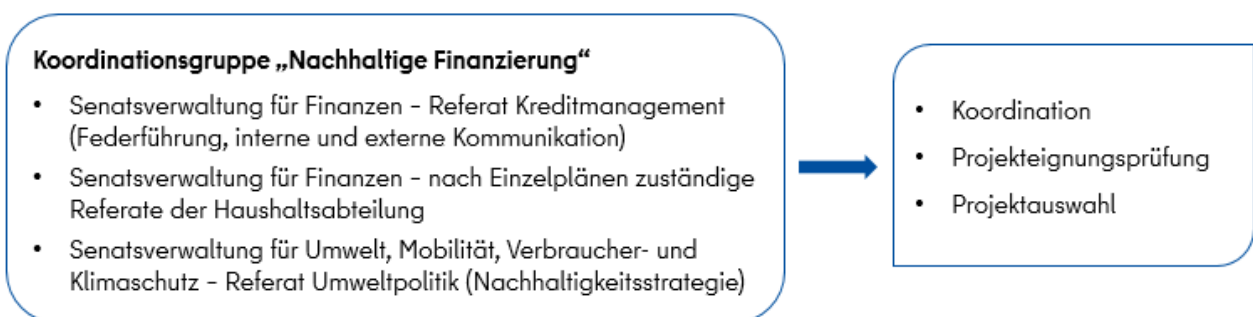 Koordinationsgruppe „Nachhaltige Finanzierung“
• Senatsverwaltung für Finanzen – Referat Kreditmanagement
(Federführung, interne und externe Kommunikation)
• Senatsverwaltung für Finanzen – nach Einzelplänen zuständige
Referate der Haushaltsabteilung
• Senatsverwaltung für Umwelt, Mobilität, Verbraucher- und
Klimaschutz – Referat Umweltpolitik (Nachhaltigkeitsstrategie)
• Koordination
• Projekteignungsprüfung
• Projektauswahl